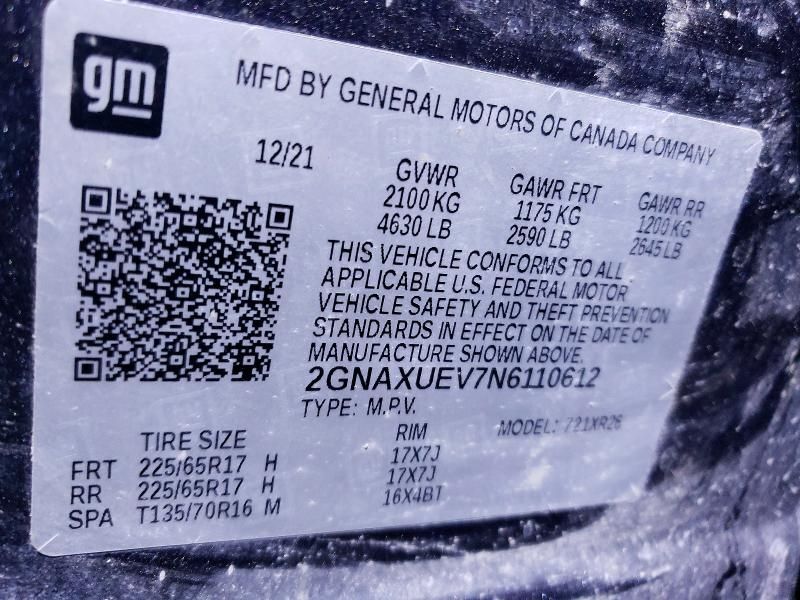 gm
MFD BY GENERAL MOTORS OF CANADA COMPANY
12/21
GVWR
2100 KG
4630 LB
GAWR FRT
1175 KG
2590 LB
GAWR RR
1200 KG
2645 LB
THIS VEHICLE CONFORMS TO ALL
APPLICABLE U.S. FEDERAL MOTOR
VEHICLE SAFETY AND THEFT PREVENTION
STANDARDS IN EFFECT ON THE DATE OF
MANUFACTURE SHOWN ABOVE.
2GNAXUEV7N6110612
TYPE: M.P.V.
MODEL: 721XR26
TIRE SIZE RIM
FRT 225/65R17 H 17X7J
RR 225/65R17 H 17X7J
SPA T135/70R16 M 16X4BT